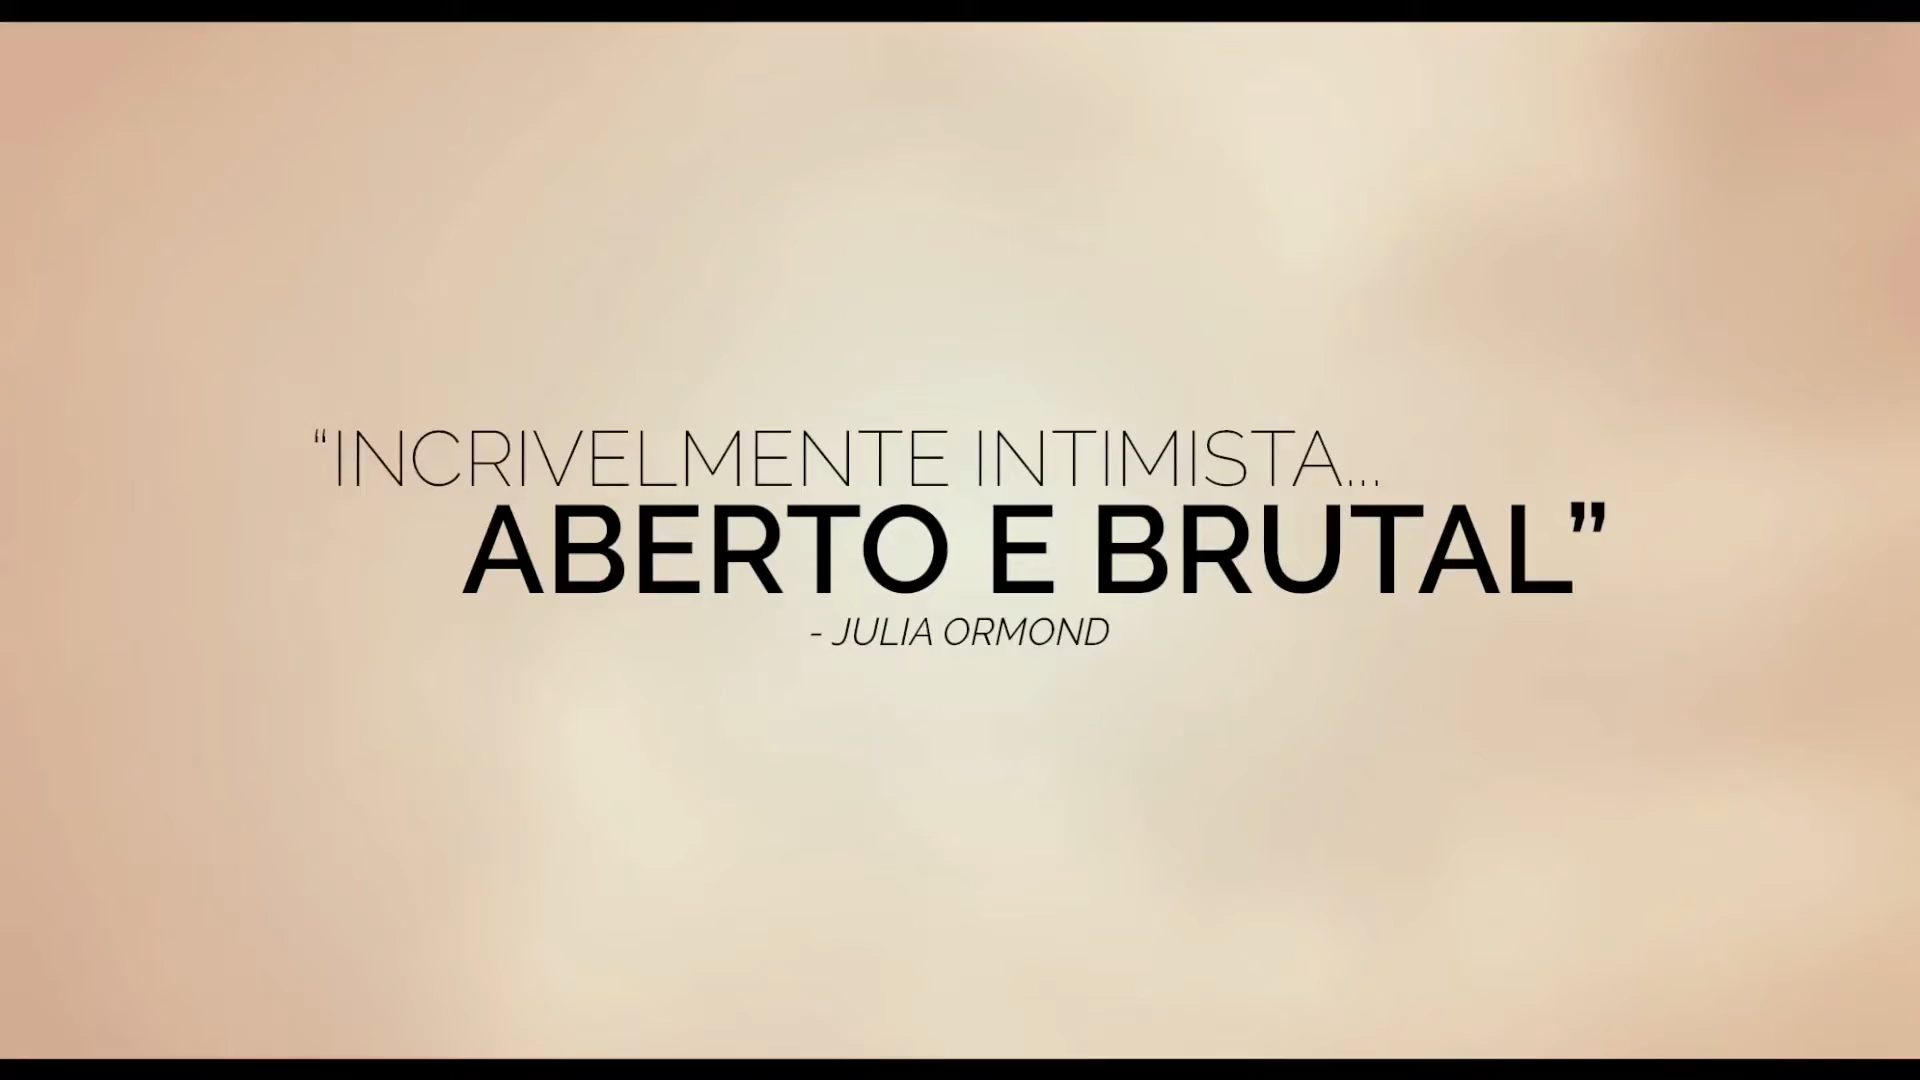 “INCRIVELMENTE INTIMISTA...
ABERTO E BRUTAL”
- JULIA ORMOND